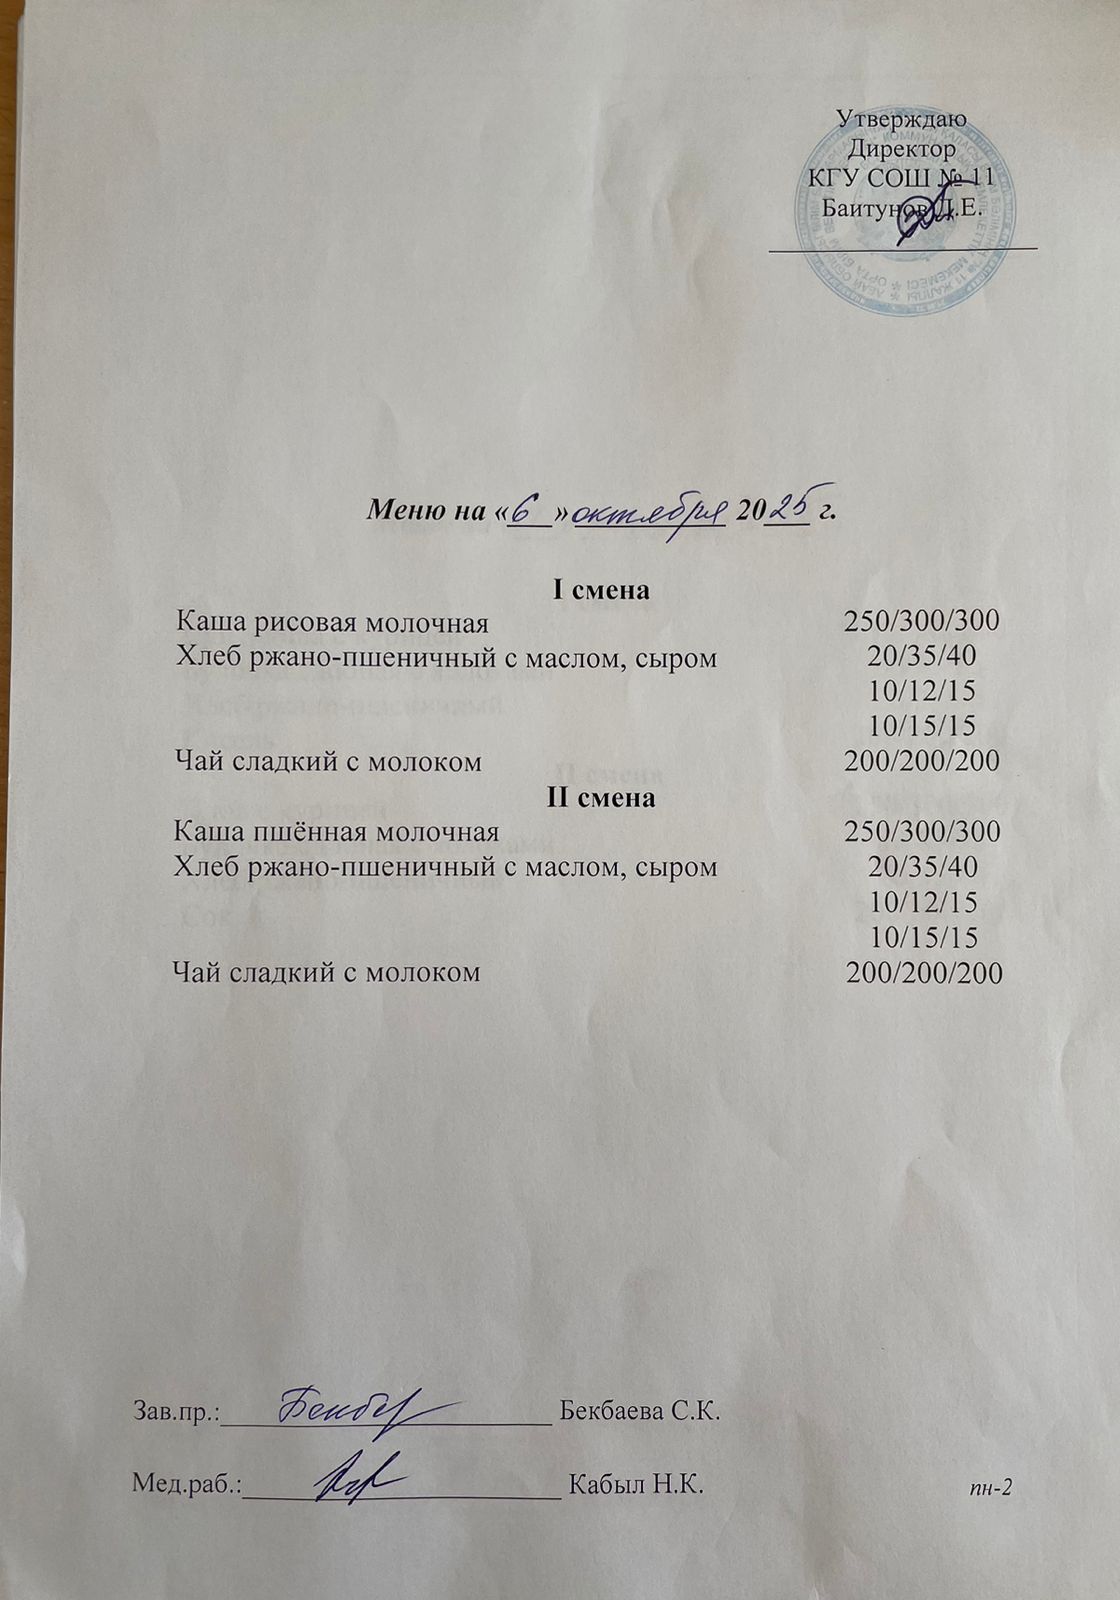 Утверждаю
Директор
КГУ СОШ № 11
Баитунов Д.Е.
Меню на «6» октября 2025 г.
I смена
Каша рисовая молочная 250/300/300
Хлеб ржано-пшеничный с маслом, сыром 20/35/40
10/12/15
10/15/15
Чай сладкий с молоком 200/200/200
II смена
Каша пшённая молочная 250/300/300
Хлеб ржано-пшеничный с маслом, сыром 20/35/40
10/12/15
10/15/15
Чай сладкий с молоком 200/200/200
Зав.пр.: Бекбаева С.К.
Мед.раб.: Кабыл Н.К.
пн-2